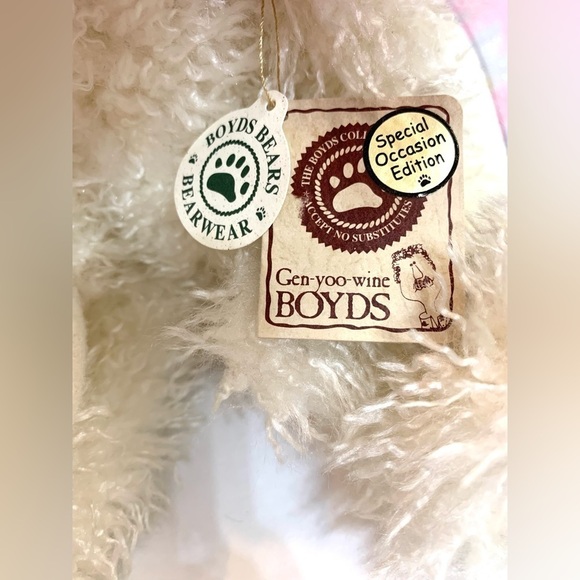 BOYDS BEARS
BEARWEAR
THE BOYDS COLL
ACCEPT NO SUBSTITUTES
Special
Occasion
Edition
Gen-yoo-wine
BOYDS